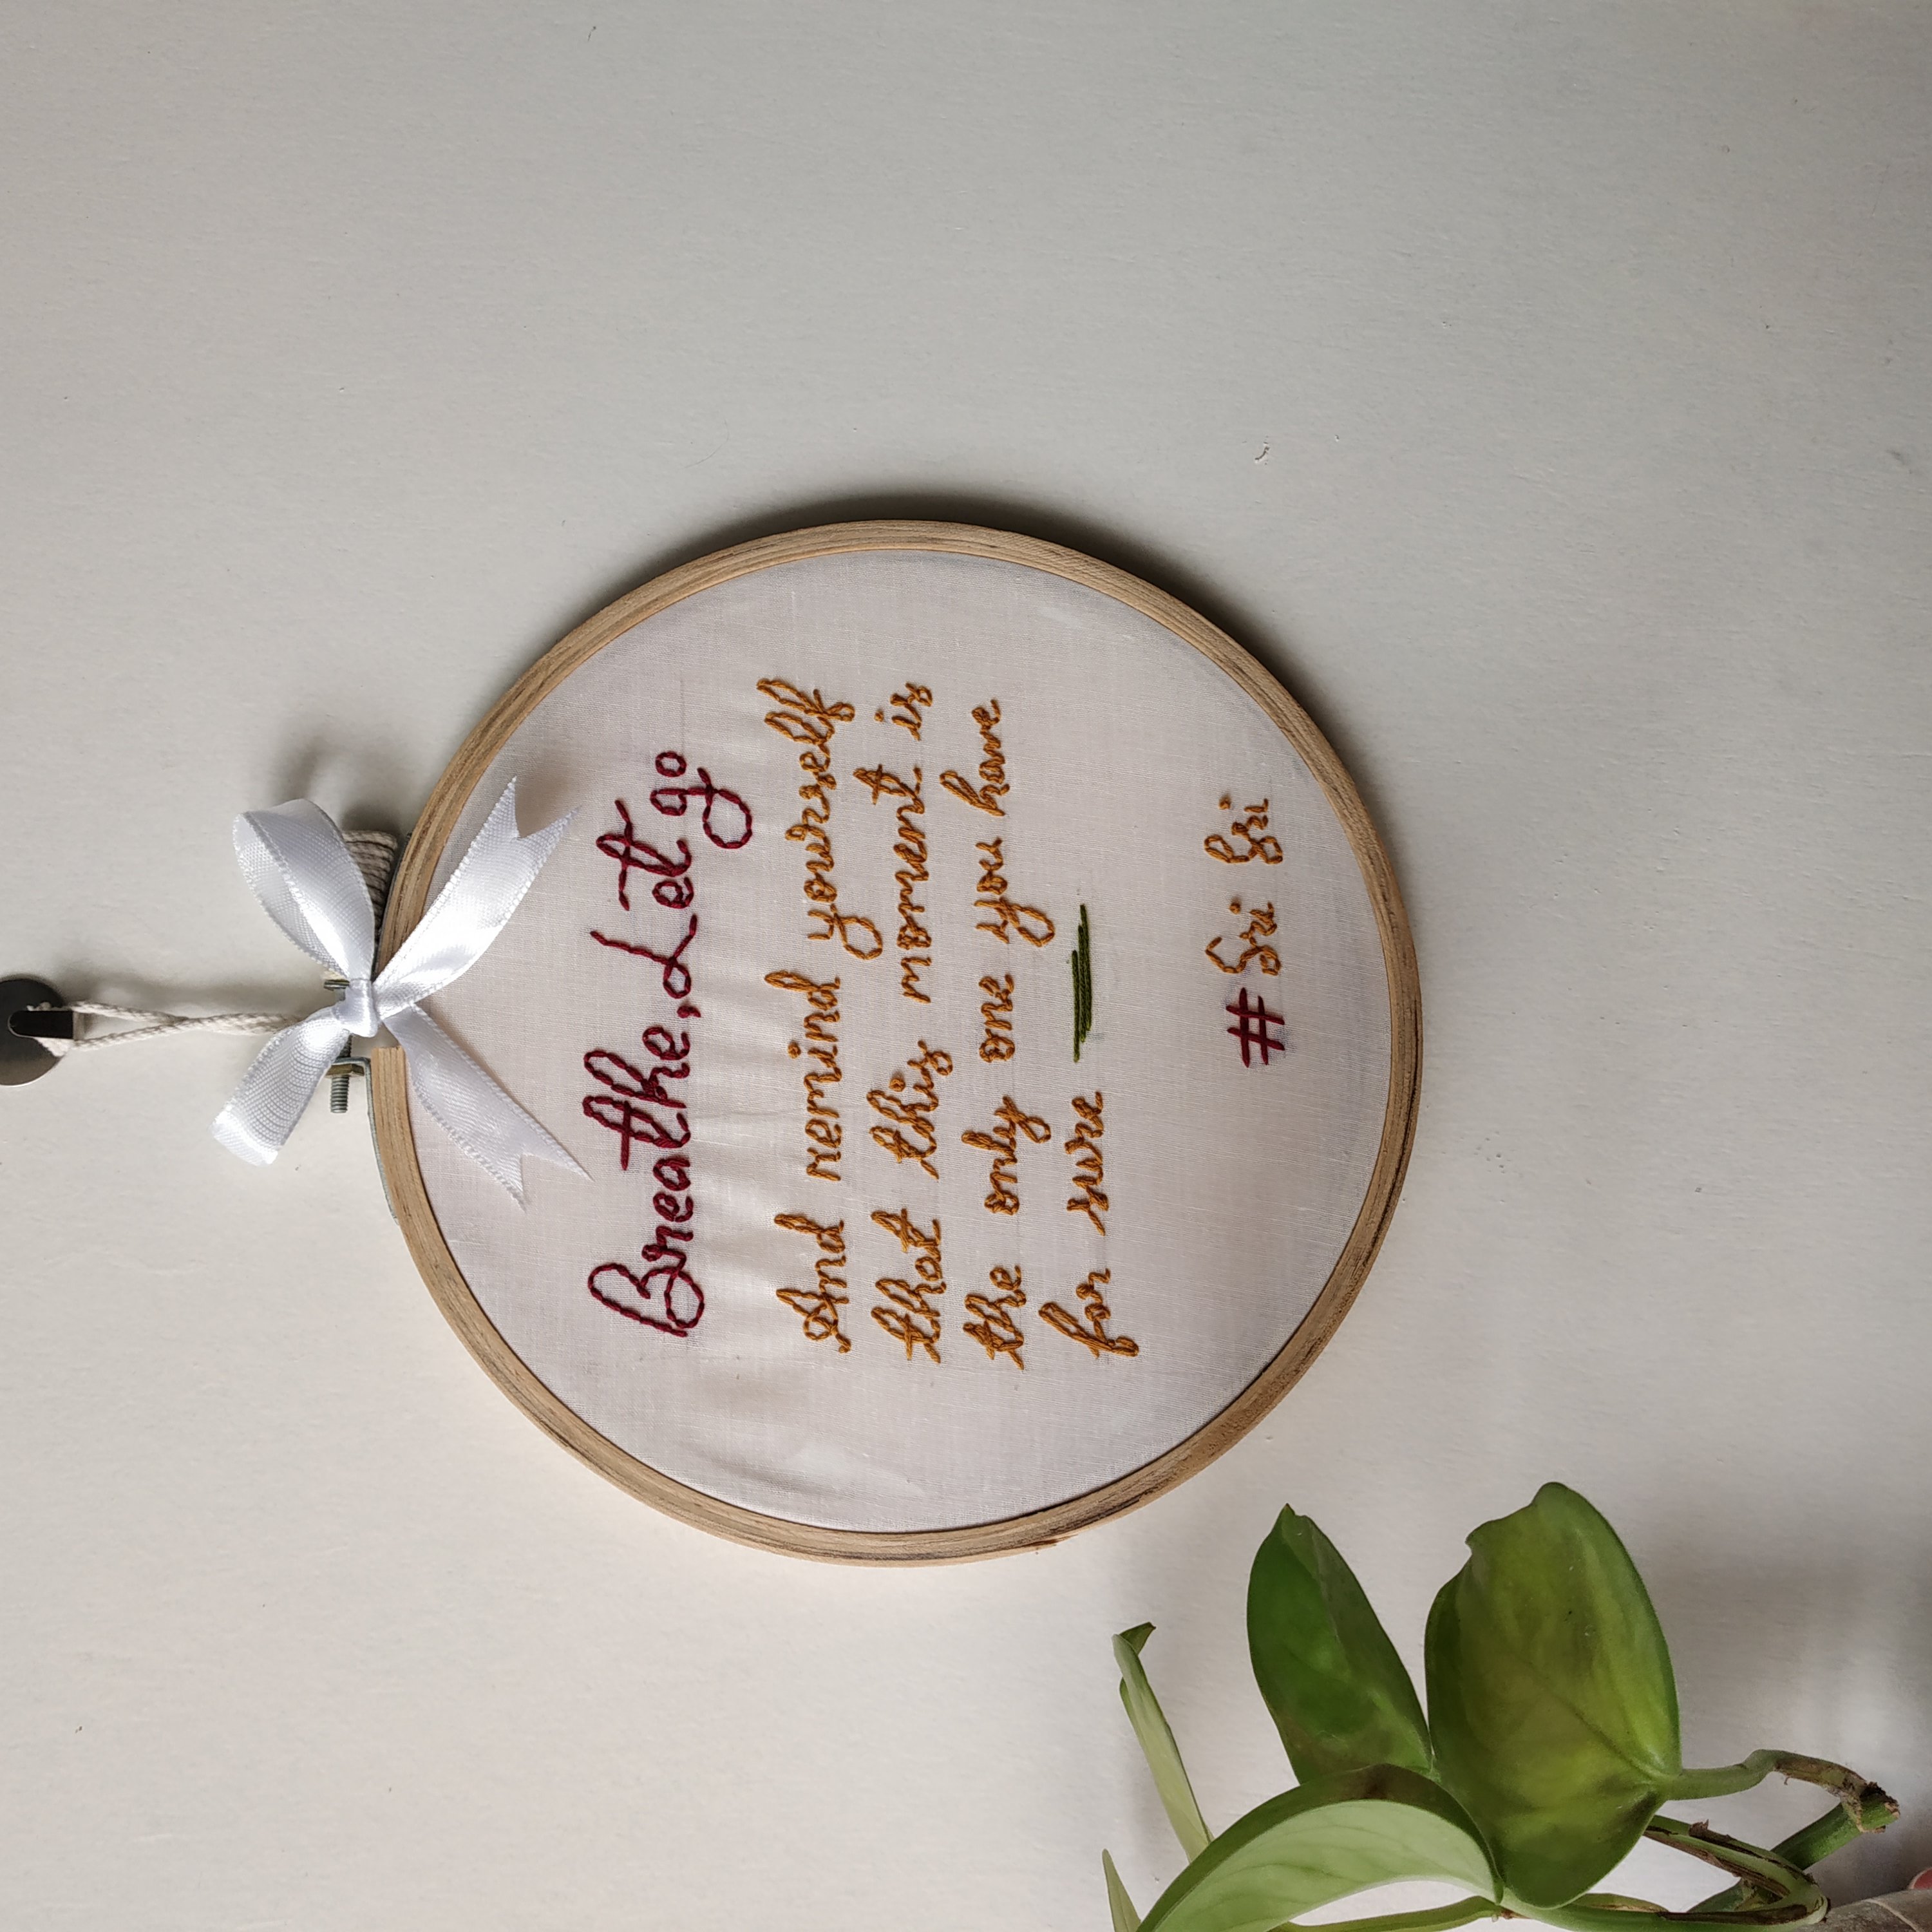 Breathe, Let go
And remind yourself
that this moment is
the only one you have
for sure
# Sri Sri